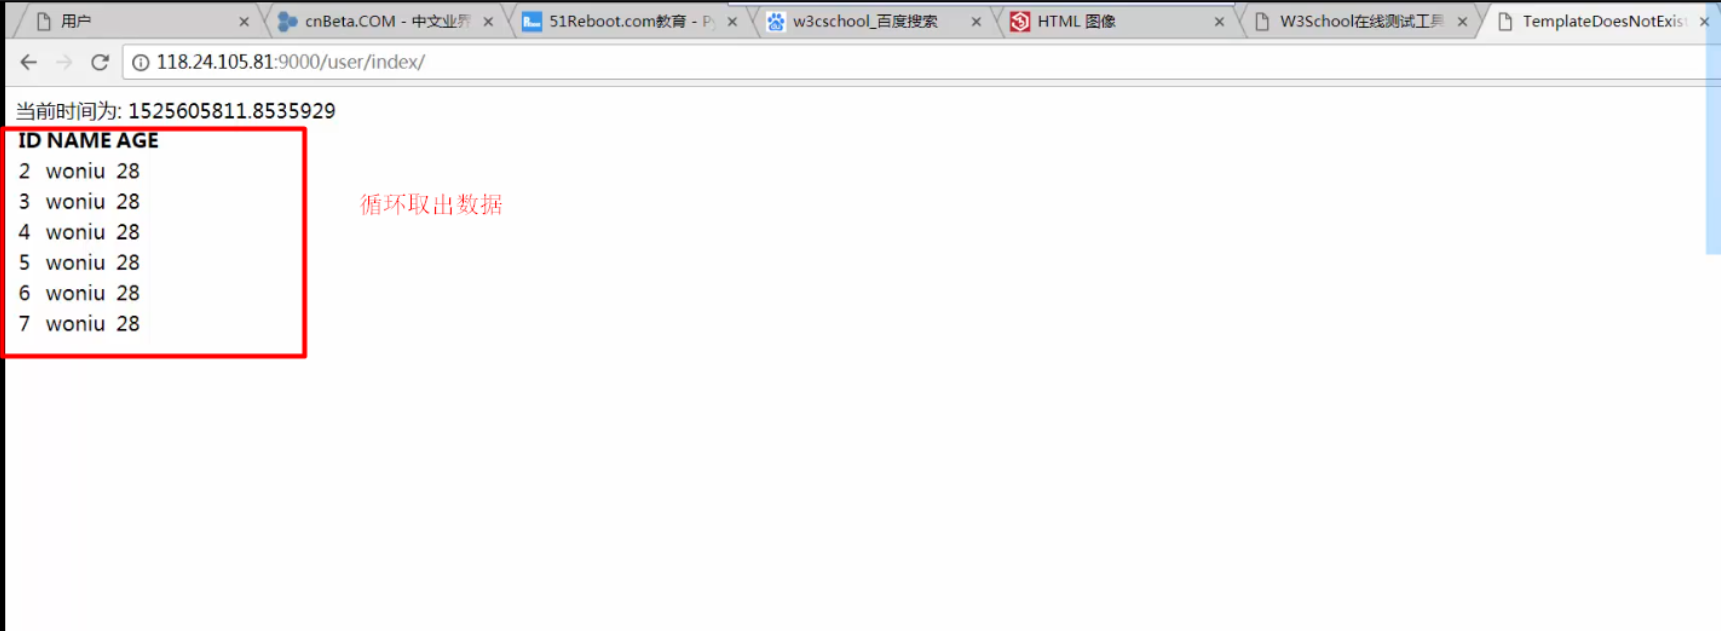 用户
cnBeta.COM - 中文业界
51Reboot.com教育 - Py
w3cschool_百度搜索
HTML 图像
W3School在线测试工具
TemplateDoesNotExist
118.24.105.81:9000/user/index/
当前时间为: 1525605811.8535929
ID NAME AGE
2 woniu 28
3 woniu 28
循环取出数据
4 woniu 28
5 woniu 28
6 woniu 28
7 woniu 28